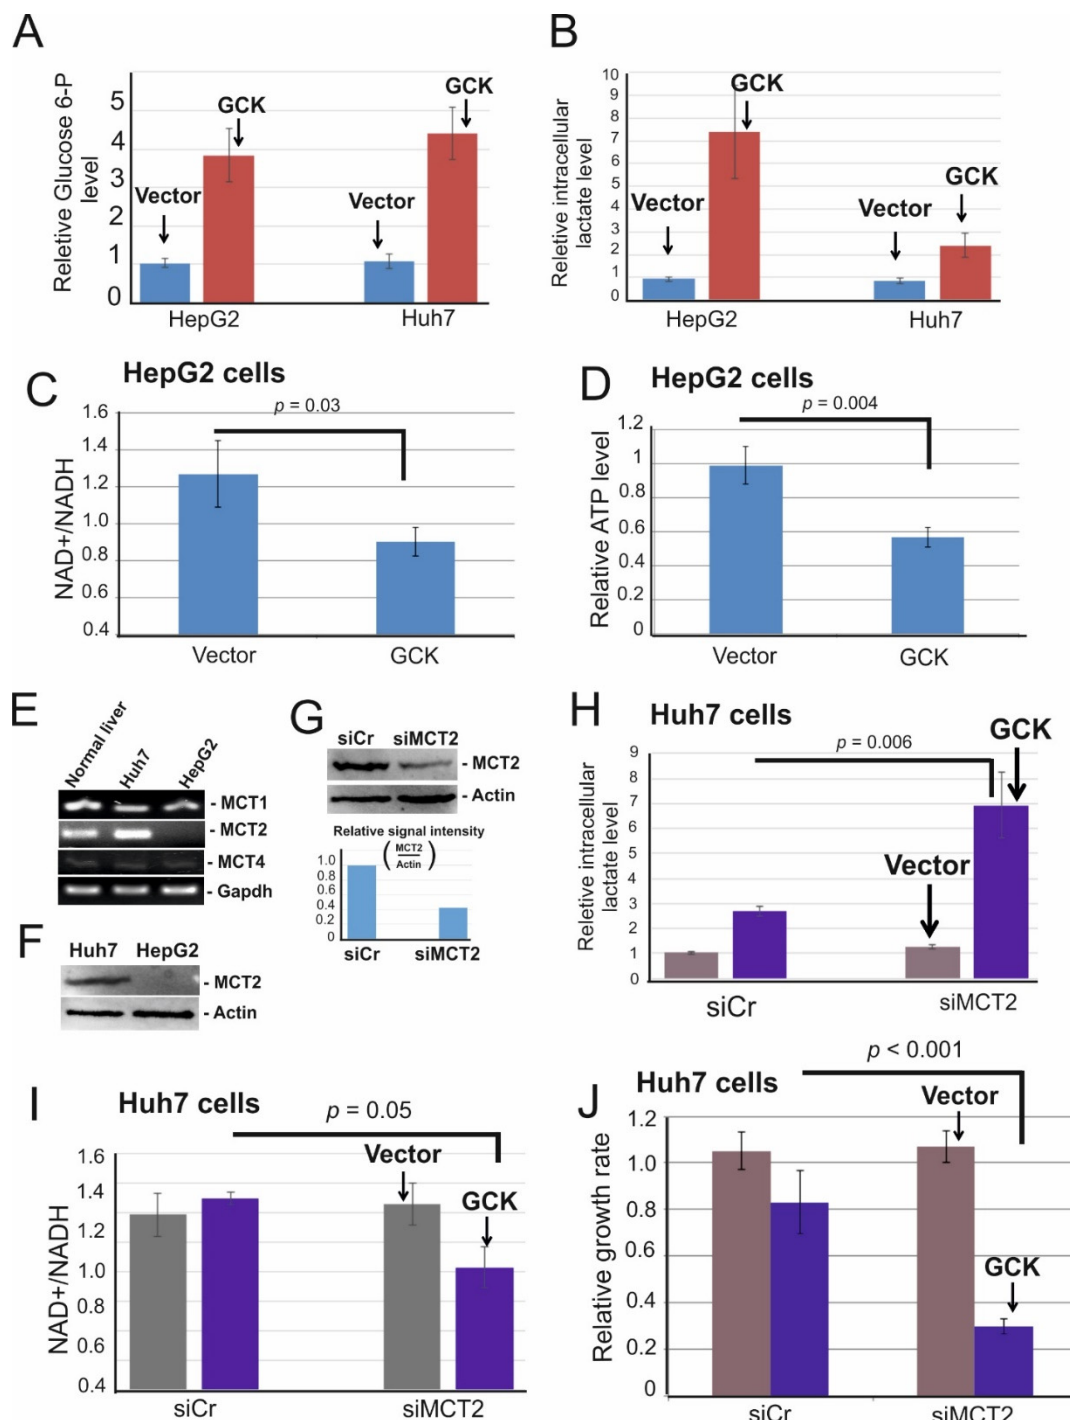 A
Reletive Glucose 6-P
level
5
4
3
2
1
0
GCK
GCK
Vector
Vector
HepG2
Huh7
B
Reletive intracellular
lactate level
10
9
8
7
6
5
4
3
2
1
0
GCK
Vector
GCK
Vector
HepG2
Huh7
C
HepG2 cells
p = 0.03
NAD+/NADH
1.6
1.4
1.2
1.0
0.8
0.6
0.4
Vector
GCK
D
HepG2 cells
p = 0.004
Relative ATP level
1.2
1
0.8
0.6
0.4
0.2
0
Vector
GCK
E
Normal liver
Huh7
HepG2
- MCT1
- MCT2
- MCT4
- Gapdh
F
Huh7 HepG2
- MCT2
- Actin
G
siCr siMCT2
- MCT2
- Actin
Relative signal intensity
(MCT2
Actin)
1.0
0.8
0.6
0.4
0.2
0
siCr
siMCT2
H
Huh7 cells
GCK
p = 0.006
Vector
Reletive intracellular
lactate level
9
8
7
6
5
4
3
2
1
0
siCr
siMCT2
I
Huh7 cells
p = 0.05
Vector
GCK
NAD+/NADH
1.6
1.4
1.2
1.0
0.8
0.6
0.4
siCr
siMCT2
J
Huh7 cells
p < 0.001
Vector
GCK
Relative growth rate
1.2
1.0
0.8
0.6
0.4
0.2
0
siCr
siMCT2